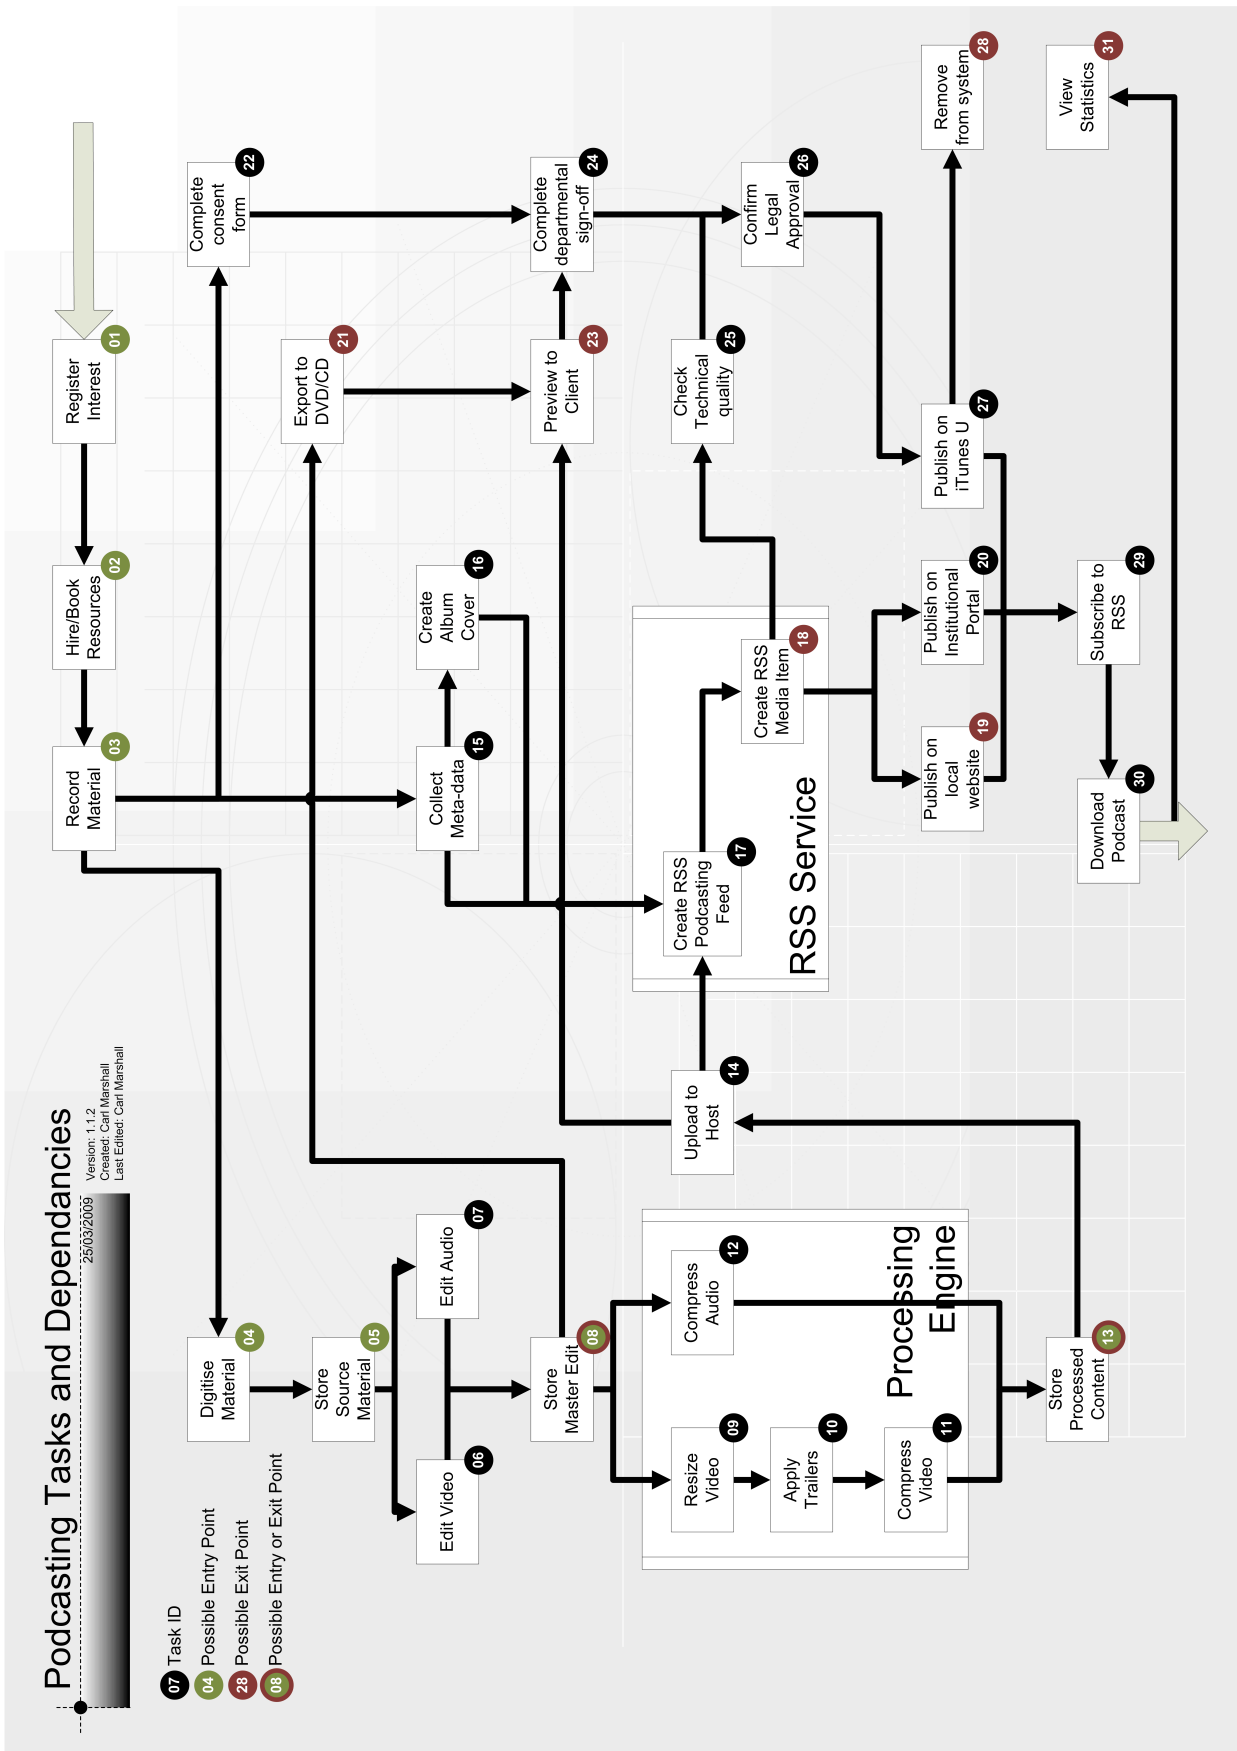 Podcasting Tasks and Dependancies
25/03/2009
Version: 1.1.2
Created: Carl Marshall
Last Edited: Carl Marshall
07 Task ID
04 Possible Entry Point
28 Possible Exit Point
08 Possible Entry or Exit Point
Register
Interest
01
Hire/Book
Resources
02
Record
Material
03
Digitise
Material
04
Store
Source
Material
05
Edit Video
06
Edit Audio
07
Store
Master Edit
08
Processing
Engine
Resize
Video
09
Apply
Trailers
10
Compress
Video
11
Compress
Audio
12
Store
Processed
Content
13
Upload to
Host
14
Collect
Meta-data
15
Create
Album
Cover
16
RSS Service
Create RSS
Podcasting
Feed
17
Create RSS
Media Item
18
Publish on
local
website
19
Publish on
Institutional
Portal
20
Export to
DVD/CD
21
Complete
consent
form
22
Preview to
Client
23
Complete
departmental
sign-off
24
Check
Technical
quality
25
Confirm
Legal
Approval
26
Publish on
iTunes U
27
Remove
from system
28
Subscribe to
RSS
29
Download
Podcast
30
View
Statistics
31